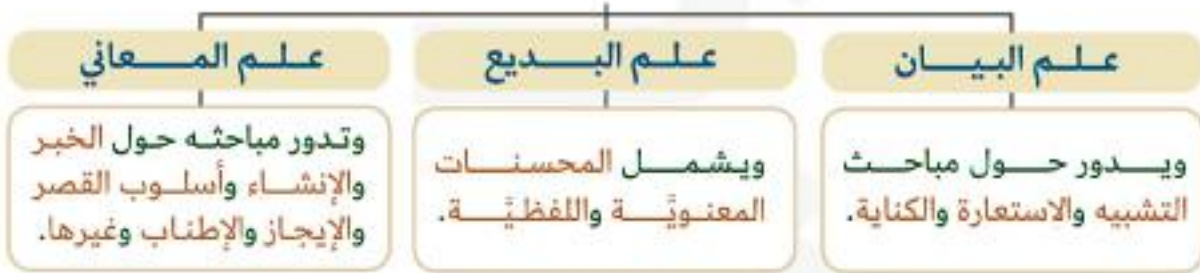 علم البيان
ويدور حول مباحث
التشبيه والاستعارة والكناية.
علم البديع
ويشمل المحسنات
المعنويَّة واللفظيَّة.
علم المعاني
وتدور مباحثه حول الخبر
والإنشاء وأسلوب القصر
والإيجاز والإطناب وغيرها.